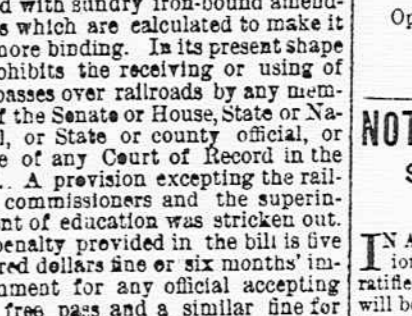 d with sundry iron-bound amend-
s which are calculated to make it
more binding. In its present shape
ohibits the receiving or using of
passes over railroads by any mem-
f the Senate or House, State or Na-
l, or State or county official, or
e of any Court of Record in the
. A provision excepting the rail-
commissioners and the superin-
nt of education was stricken out.
penalty provided in the bill is five
red dollars fine or six months' im-
nment for any official accepting
free pass and a similar fine for
Op
NOT
S
IN A
ion
ratifie
will be